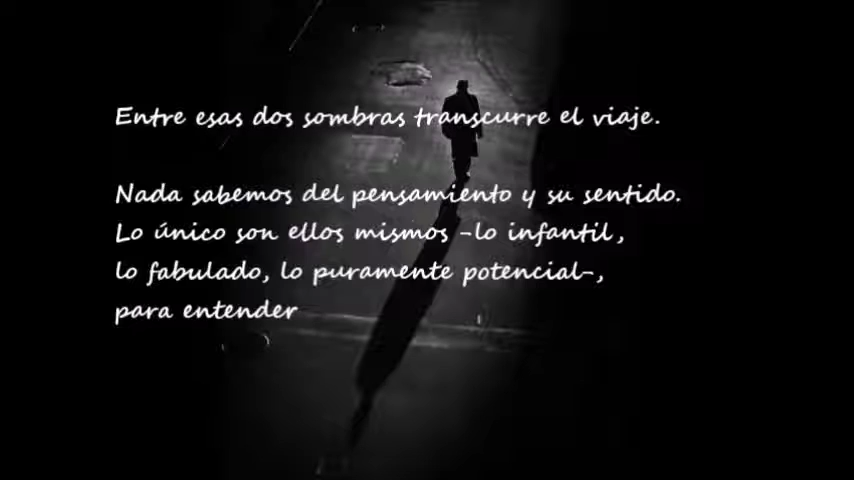 Entre esas dos sombras transcurre el viaje.
Nada sabemos del pensamiento y su sentido.
Lo único son ellos mismos -lo infantil,
lo fabulado, lo puramente potencial-,
para entender